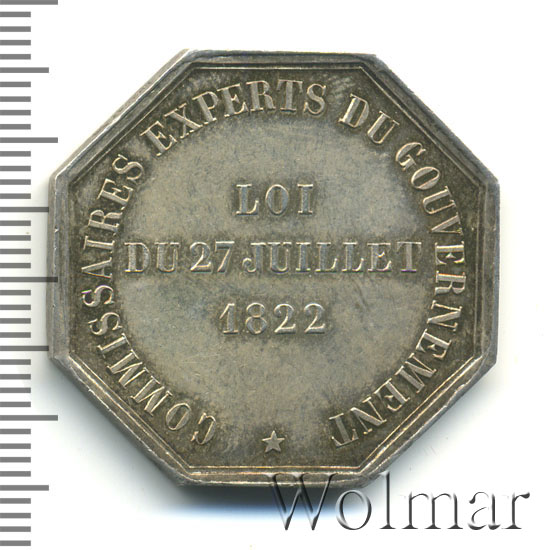 COMMISSAIRES EXPERTS DU GOUVERNEMENT
LOI
DU 27 JUILLET
1822
Wolmar